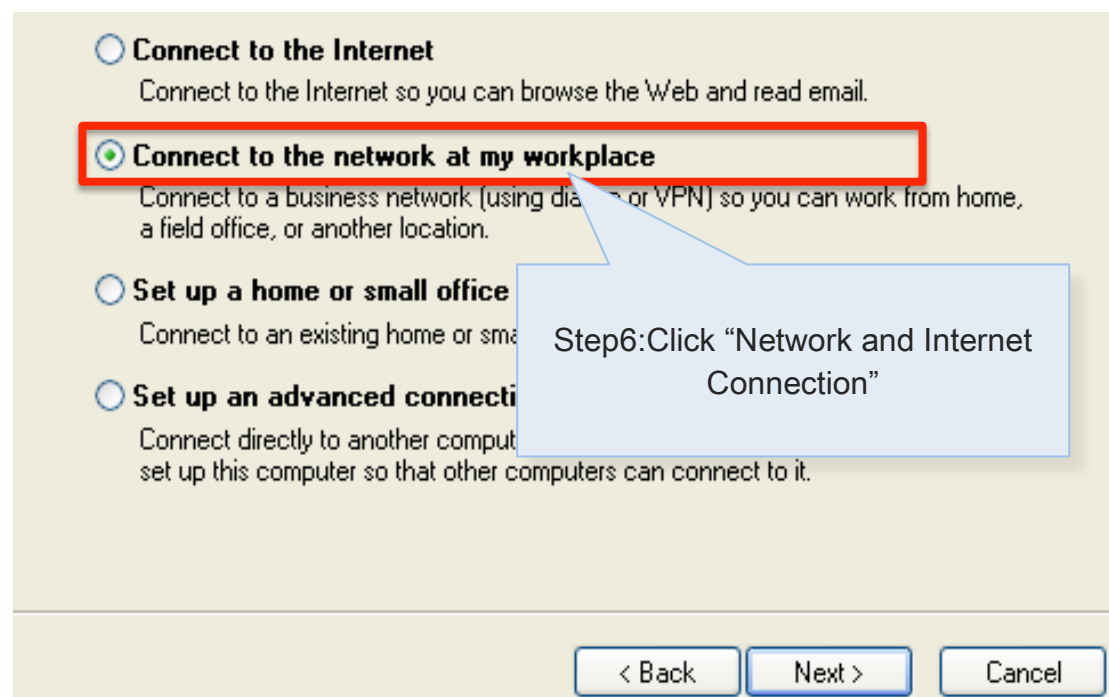 Connect to the Internet
Connect to the Internet so you can browse the Web and read email.
Connect to the network at my workplace
Connect to a business network (using or VPN) so you can work from home,
a field office, or another location.
Set up a home or small office
Connect to an existing home or
Step6:Click “Network and Internet
Connection”
Set up an advanced
Connect directly to another
set up this computer so that other computers can connect to it.
< Back
Next >
Cancel